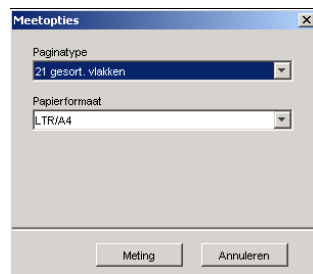 Meetopties
Paginatype
21 gesort. vlakken
Papierformaat
LTR/A4
Meting
Annuleren